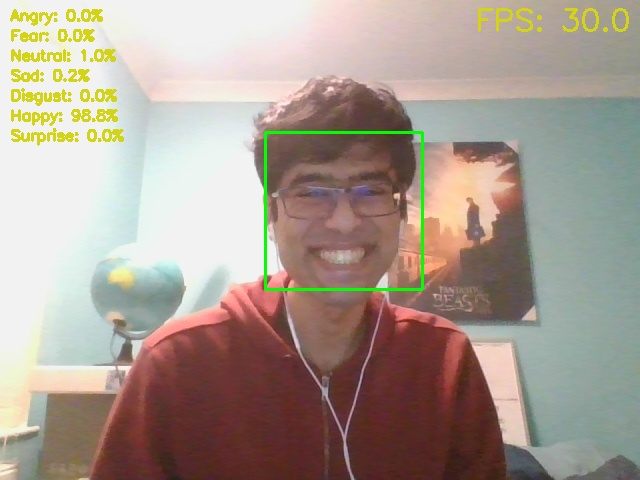 Angry: 0.0%
Fear: 0.0%
Neutral: 1.0%
Sad: 0.2%
Disgust: 0.0%
Happy: 98.8%
Surprise: 0.0%
FPS: 30.0
FANTASTIC
BEASTS